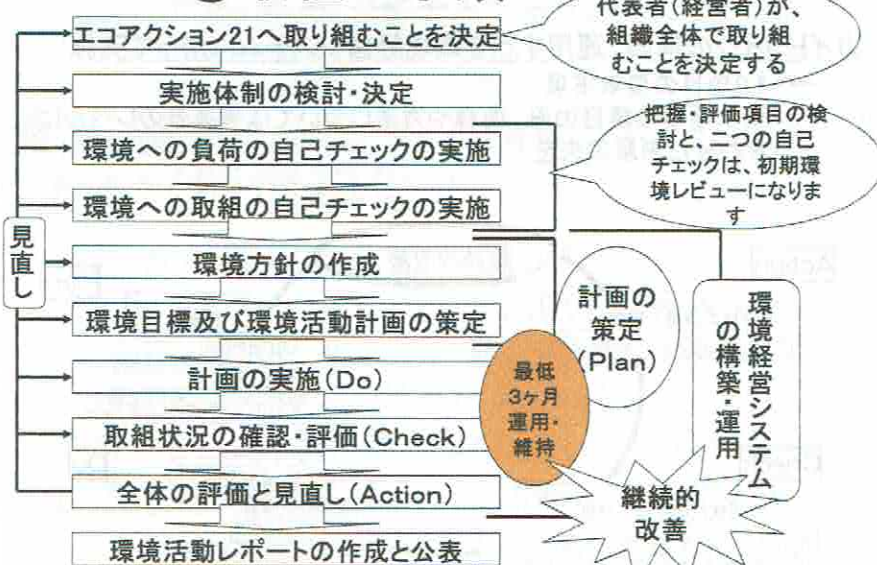 代表者(経営者)が、
組織全体で取り組
むことを決定する
エコアクション21へ取り組むことを決定
実施体制の検討・決定
把握・評価項目の検
討と、二つの自己
チェックは、初期環
境レビューになりま
す
環境への負荷の自己チェックの実施
環境への取組の自己チェックの実施
見直し
環境方針の作成
環境目標及び環境活動計画の策定
計画の
策定
(Plan)
環境経営システム
の構築・運用
計画の実施(Do)
最低
3ヶ月
運用・
維持
取組状況の確認・評価(Check)
全体の評価と見直し(Action)
継続的
改善
環境活動レポートの作成と公表